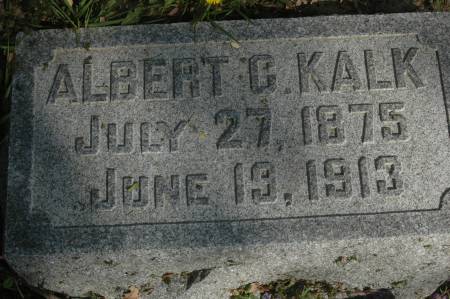 ALBERT C. KALK
JULY 27, 1875
JUNE 19, 1913